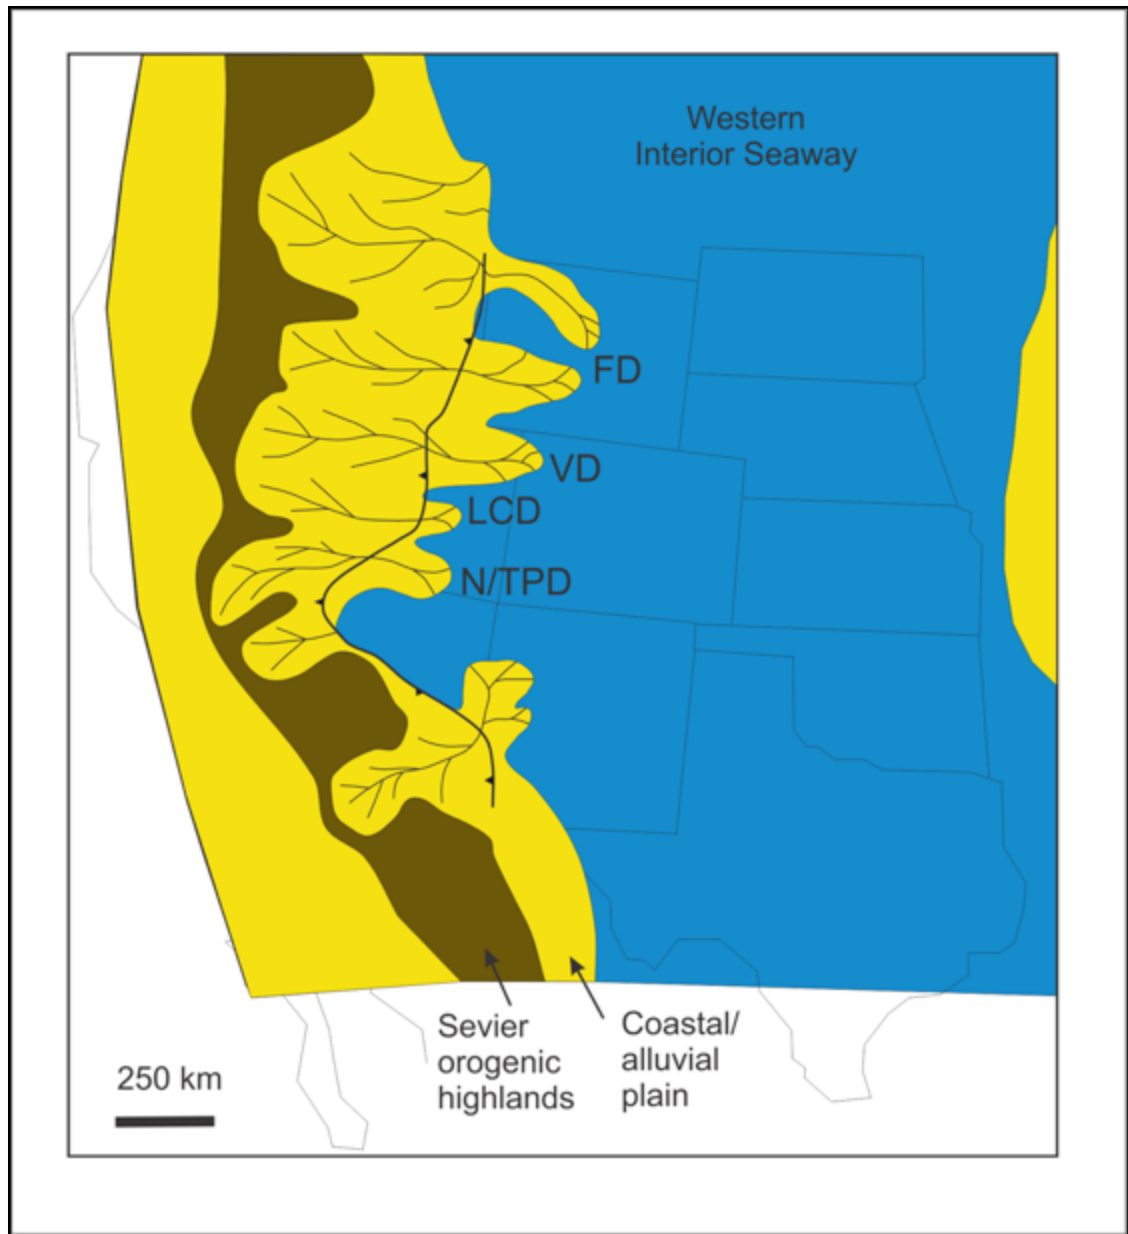 Western
Interior Seaway
FD
VD
LCD
N/TPD
Sevier
orogenic
highlands
Coastal/
alluvial
plain
250 km